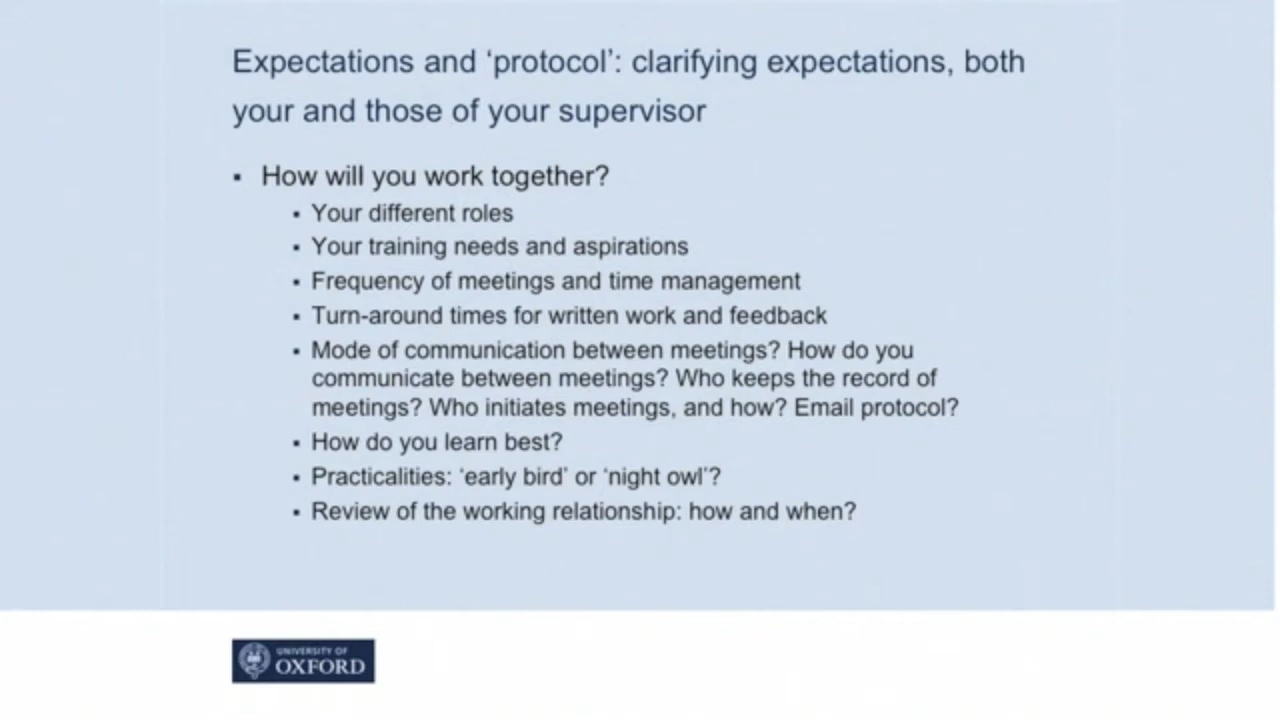 Expectations and ‘protocol’: clarifying expectations, both
your and those of your supervisor
▪ How will you work together?
▪ Your different roles
▪ Your training needs and aspirations
▪ Frequency of meetings and time management
▪ Turn-around times for written work and feedback
▪ Mode of communication between meetings? How do you
communicate between meetings? Who keeps the record of
meetings? Who initiates meetings, and how? Email protocol?
▪ How do you learn best?
▪ Practicalities: ‘early bird’ or ‘night owl’?
▪ Review of the working relationship: how and when?
UNIVERSITY OF
OXFORD